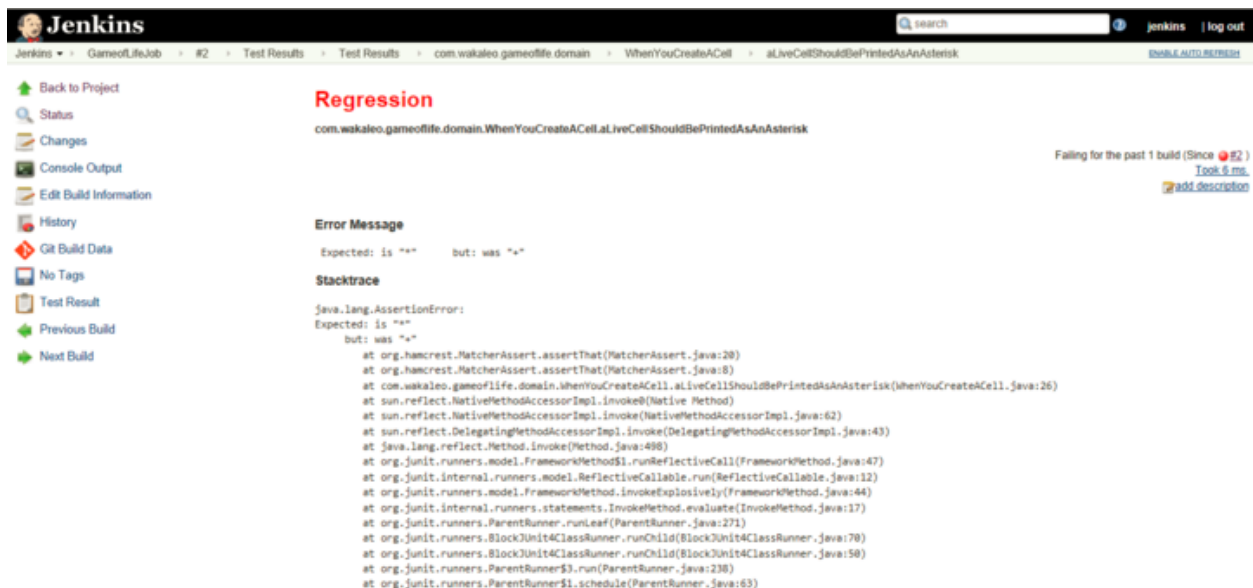 Jenkins
search
jenkins | log out
Jenkins GameofLifeJob #2 Test Results Test Results com.wakaleo.gameoflife.domain WhenYouCreateACell aLiveCellShouldBePrintedAsAnAsterisk ENABLE AUTO REFRESH
Back to Project
Status
Changes
Console Output
Edit Build Information
History
Git Build Data
No Tags
Test Result
Previous Build
Next Build
Regression
com.wakaleo.gameoflife.domain.WhenYouCreateACell.aLiveCellShouldBePrintedAsAnAsterisk
Failing for the past 1 build (Since #2 )
Took 6 ms.
add description
Error Message
Expected: is "*" but: was "+"
Stacktrace
java.lang.AssertionError:
Expected: is "*"
but: was "+"
at org.hamcrest.MatcherAssert.assertThat(MatcherAssert.java:20)
at org.hamcrest.MatcherAssert.assertThat(MatcherAssert.java:8)
at com.wakaleo.gameoflife.domain.WhenYouCreateACell.aLiveCellShouldBePrintedAsAnAsterisk(WhenYouCreateACell.java:26)
at sun.reflect.NativeMethodAccessorImpl.invoke0(Native Method)
at sun.reflect.NativeMethodAccessorImpl.invoke(NativeMethodAccessorImpl.java:62)
at sun.reflect.DelegatingMethodAccessorImpl.invoke(DelegatingMethodAccessorImpl.java:43)
at java.lang.reflect.Method.invoke(Method.java:498)
at org.junit.runners.model.FrameworkMethod$1.runReflectiveCall(FrameworkMethod.java:47)
at org.junit.internal.runners.model.ReflectiveCallable.run(ReflectiveCallable.java:12)
at org.junit.runners.model.FrameworkMethod.invokeExplosively(FrameworkMethod.java:44)
at org.junit.internal.runners.statements.InvokeMethod.evaluate(InvokeMethod.java:17)
at org.junit.runners.ParentRunner.runLeaf(ParentRunner.java:271)
at org.junit.runners.BlockJUnit4ClassRunner.runChild(BlockJUnit4ClassRunner.java:70)
at org.junit.runners.BlockJUnit4ClassRunner.runChild(BlockJUnit4ClassRunner.java:50)
at org.junit.runners.ParentRunner$3.run(ParentRunner.java:238)
at org.junit.runners.ParentRunner$1.schedule(ParentRunner.java:63)